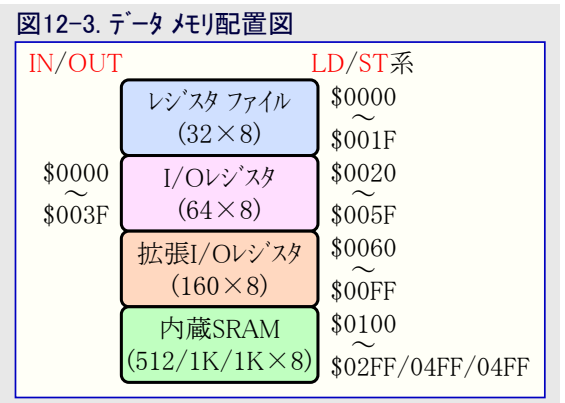 図12-3. ﾃﾞｰﾀ ﾒﾓﾘ配置図
IN/OUT LD/ST系
ﾚｼﾞｽﾀ ﾌｧｲﾙ
(32×8)
$0000
～
$001F
$0000
～
$003F
I/Oﾚｼﾞｽﾀ
(64×8)
$0020
～
$005F
拡張I/Oﾚｼﾞｽﾀ
(160×8)
$0060
～
$00FF
内蔵SRAM
(512/1K/1K×8)
$0100
～
$02FF/04FF/04FF